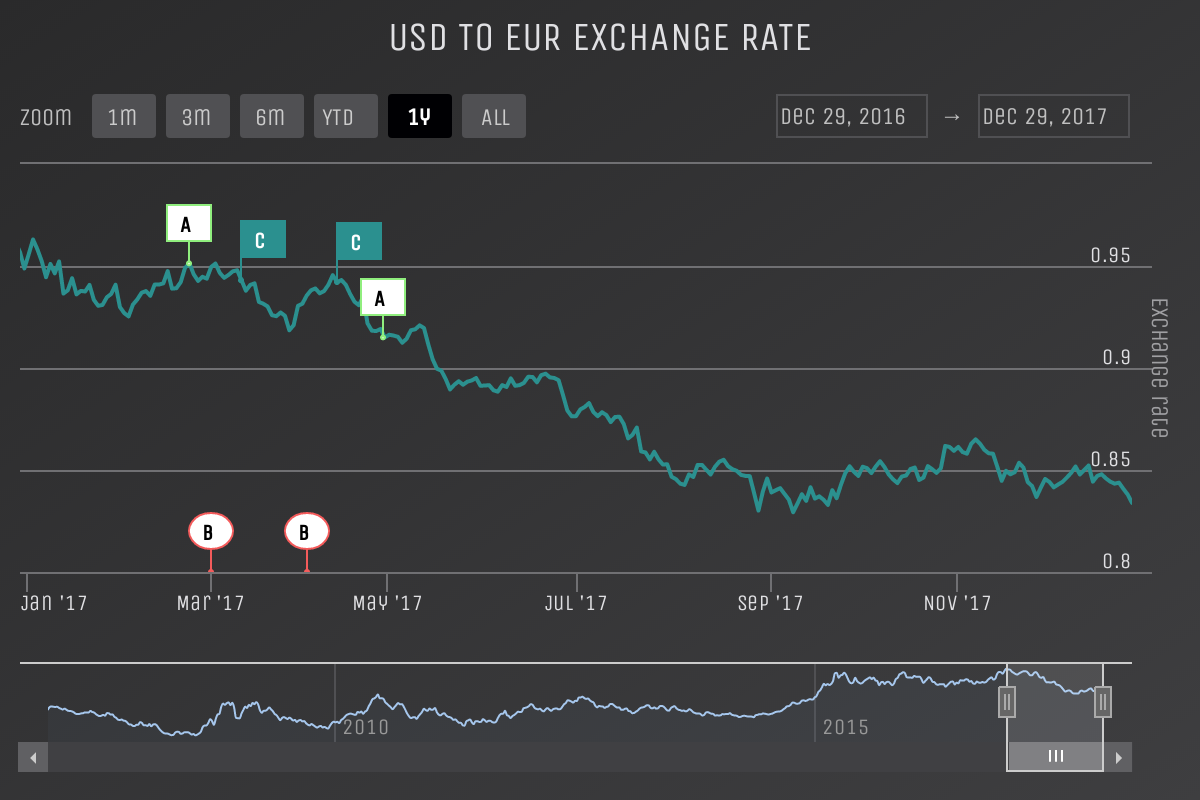 USD TO EUR EXCHANGE RATE
Zoom 1m 3m 6m YTD 1Y All Dec 29, 2016 → Dec 29, 2017
A
C
C
0.95
A
Exchange rate
0.9
0.85
B
B
0.8
Jan '17 Mar '17 May '17 Jul '17 Sep '17 Nov '17
2010
2015